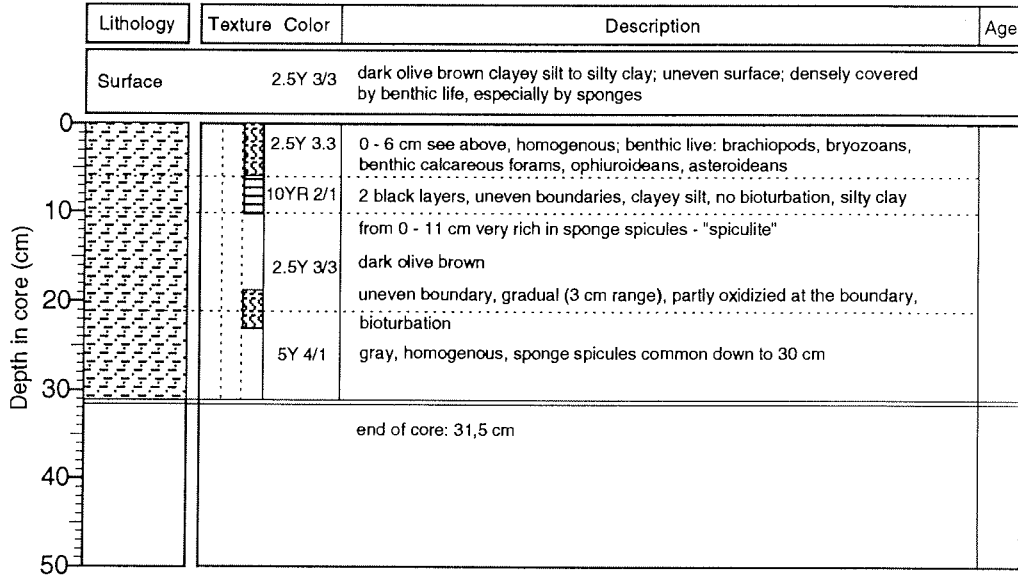 Lithology Texture Color Description Age
Surface 2.5Y 3/3 dark olive brown clayey silt to silty clay; uneven surface; densely covered
by benthic life, especially by sponges
0
2.5Y 3.3 0 - 6 cm see above, homogenous; benthic live: brachiopods, bryozoans,
benthic calcareous forams, ophiuroideans, asteroideans
10YR 2/1 2 black layers, uneven boundaries, clayey silt, no bioturbation, silty clay
10
from 0 - 11 cm very rich in sponge spicules - "spiculite"
2.5Y 3/3 dark olive brown
20 uneven boundary, gradual (3 cm range), partly oxidizied at the boundary,
bioturbation
5Y 4/1 gray, homogenous, sponge spicules common down to 30 cm
30
end of core: 31,5 cm
40
50
Depth in core (cm)